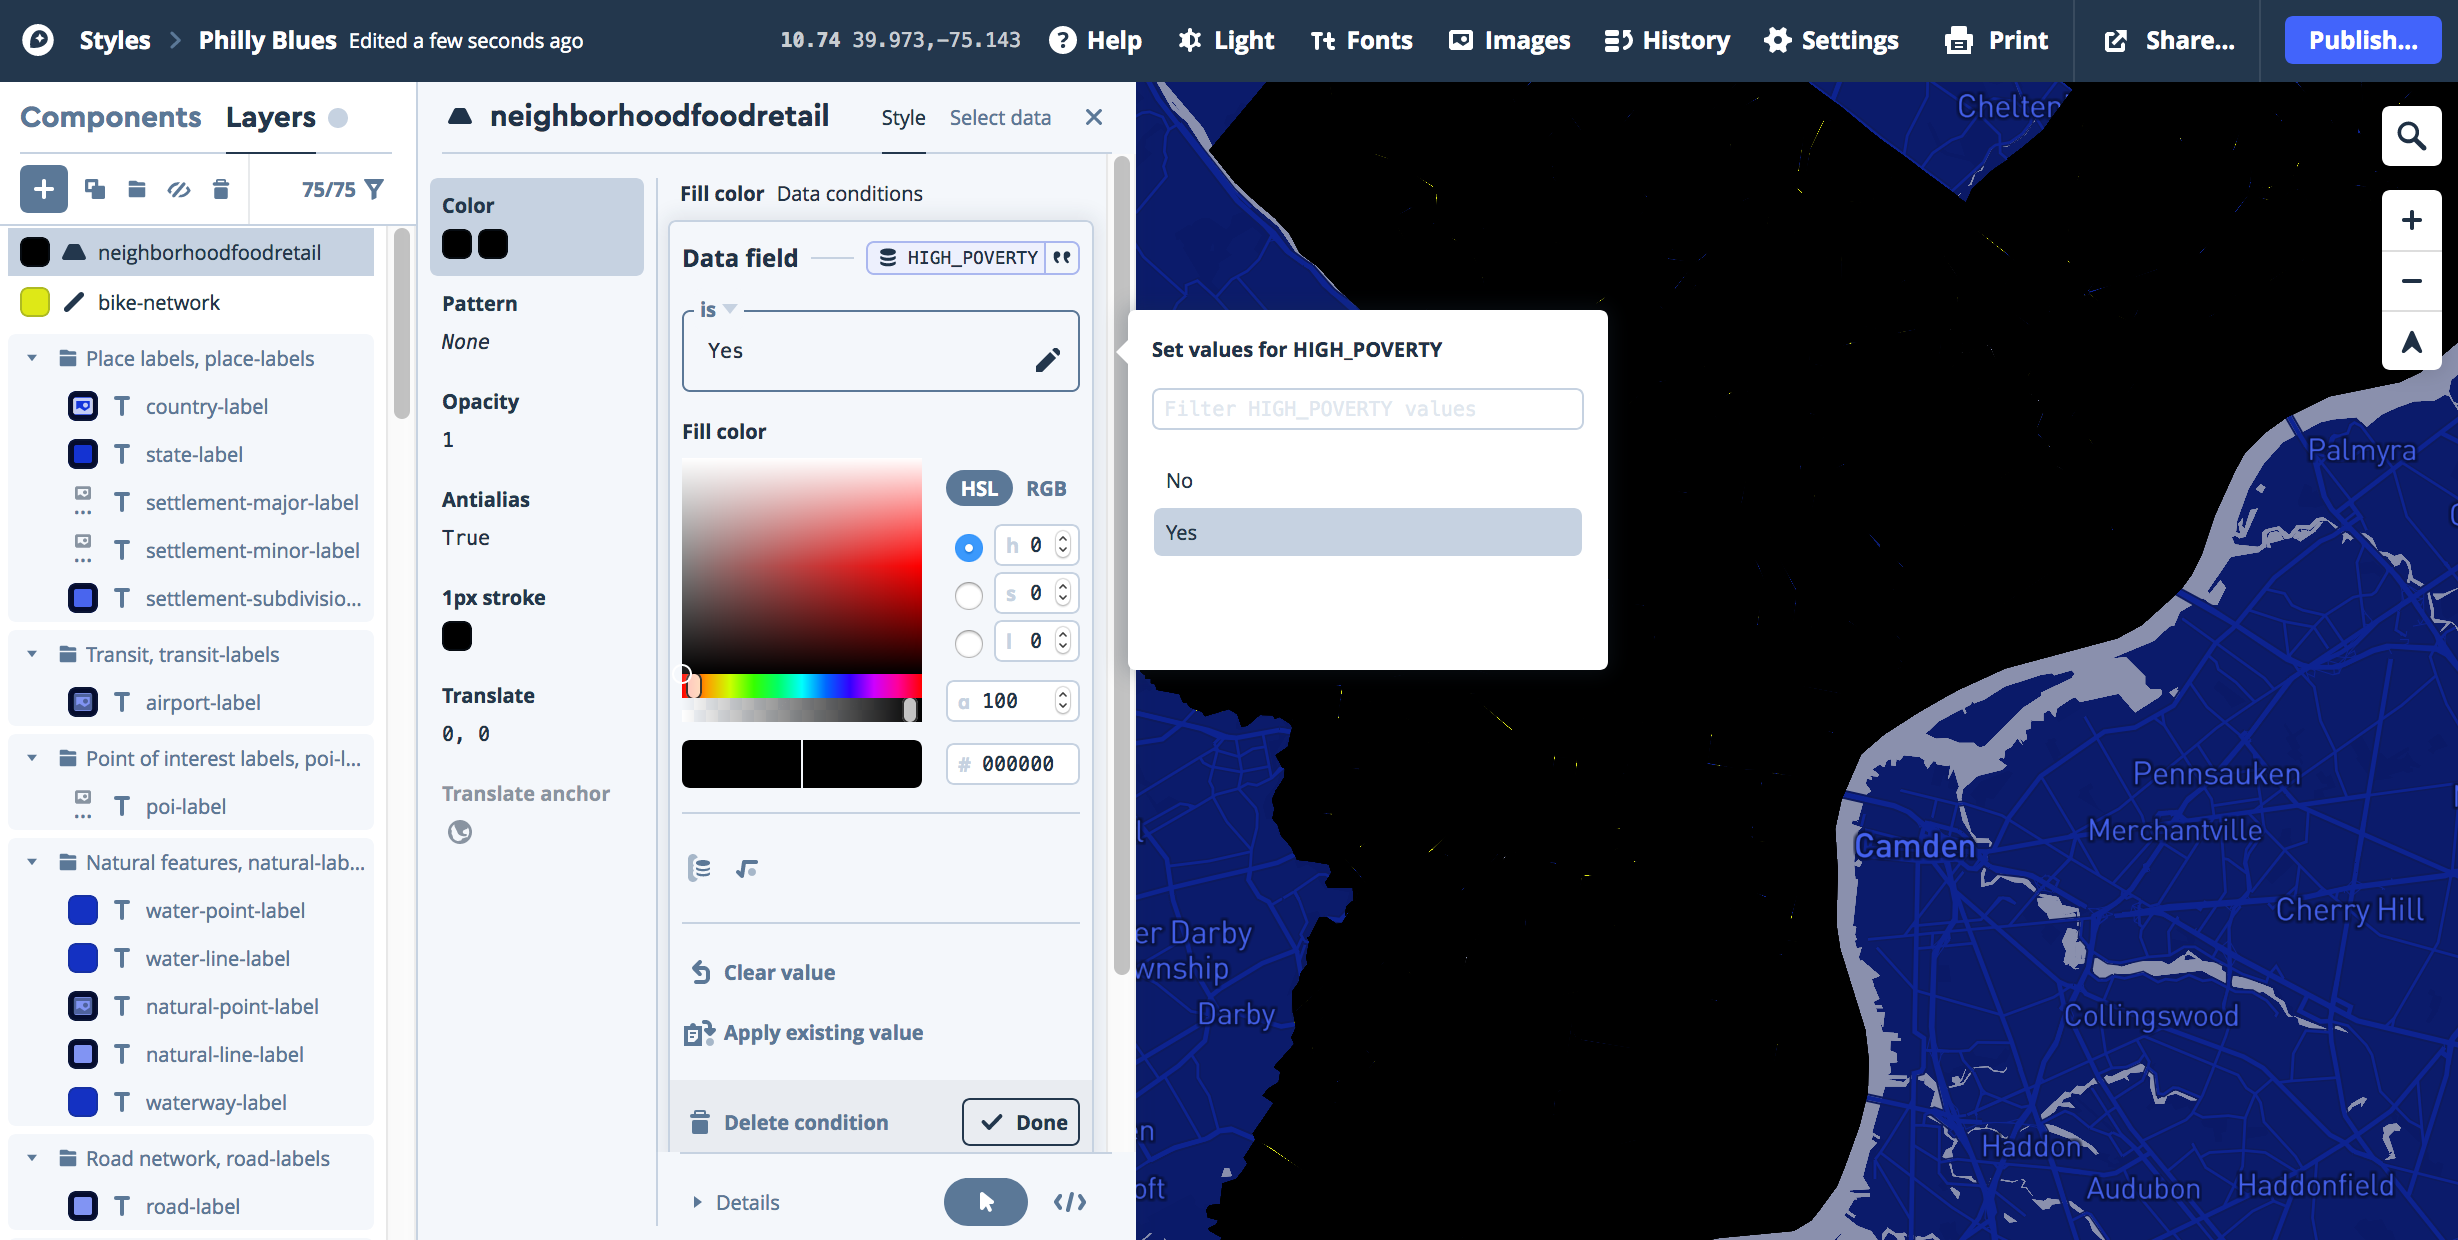 Styles > Philly Blues Edited a few seconds ago 10.74 39.973,-75.143 Help Light Fonts Images History Settings Print Share... Publish...
Components Layers
75/75
neighborhoodfoodretail
bike-network
Place labels, place-labels
country-label
state-label
settlement-major-label
settlement-minor-label
settlement-subdivisio...
Transit, transit-labels
airport-label
Point of interest labels, poi-l...
poi-label
Natural features, natural-lab...
water-point-label
water-line-label
natural-point-label
natural-line-label
waterway-label
Road network, road-labels
road-label
neighborhoodfoodretail Style Select data
Color
Pattern
None
Opacity
1
Antialias
True
1px stroke
Translate
0, 0
Translate anchor
Fill color Data conditions
Data field HIGH_POVERTY
is
Yes
Fill color
HSL RGB
h 0
s 0
l 0
a 100
# 000000
Clear value
Apply existing value
Delete condition Done
Details </>
Set values for HIGH_POVERTY
Filter HIGH_POVERTY values
No
Yes
Chelten
Palmyra
Pennsauken
Merchantville
Camden
Cherry Hill
er Darby
wnship
Darby
Collingswood
Haddon
Audubon
Haddonfield
oft